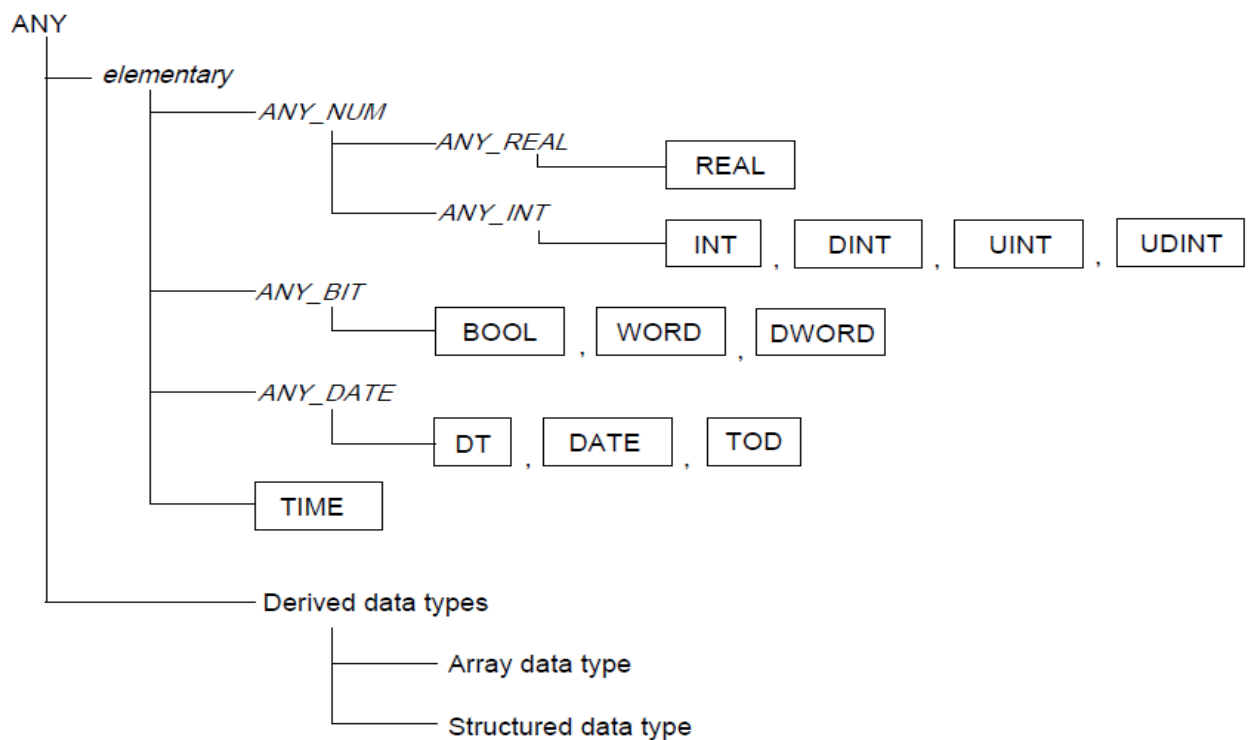 ANY
elementary
ANY_NUM
ANY_REAL
REAL
ANY_INT
INT , DINT , UINT , UDINT
ANY_BIT
BOOL , WORD , DWORD
ANY_DATE
DT , DATE , TOD
TIME
Derived data types
Array data type
Structured data type